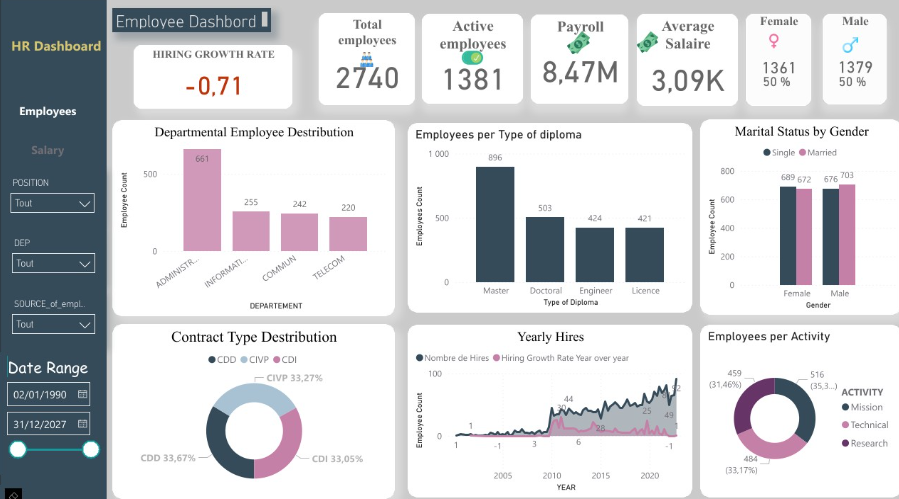 HR Dashboard
Employees
Salary
POSITION
Tout
DEP
Tout
SOURCE_of_empl..
Tout
Date Range
02/01/1990
31/12/2027
Employee Dashbord
HIRING GROWTH RATE
-0,71
Total
employees
2740
Active
employees
1381
Payroll
8,47M
Average
Salaire
3,09K
Female
1361
50 %
Male
1379
50 %
Departmental Employee Destribution
Employee Count
500
0
661
255
242
220
ADMINISTR...
INFORMATI...
COMMUN
TELECOM
DEPARTEMENT
Employees per Type of diploma
Employees Count
1 000
500
0
896
503
424
421
Master
Doctoral
Engineer
Licence
Type of Diploma
Marital Status by Gender
Single
Married
Employee Count
800
600
400
200
0
689
672
676
703
Female
Male
Gender
Contract Type Destribution
CDD
CIVP
CDI
CIVP 33,27%
CDD 33,67%
CDI 33,05%
Yearly Hires
Nombre de Hires
Hiring Growth Rate Year over year
Employee Count
100
0
1
1
3
6
44
28
25
49
-1
2005
2010
2015
2020
YEAR
Employees per Activity
459
(31,46%)
516
(35,3...)
484
(33,17%)
ACTIVITY
Mission
Technical
Research